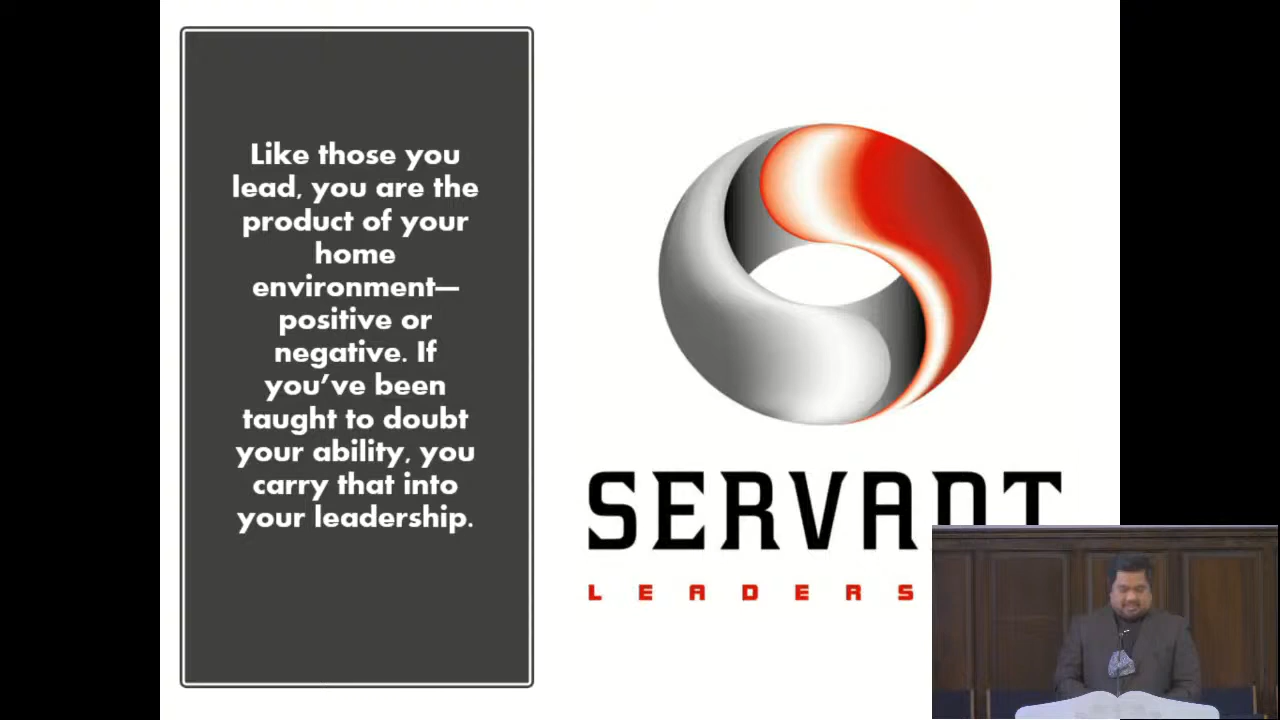 Like those you
lead, you are the
product of your
home
environment—
positive or
negative. If
you’ve been
taught to doubt
your ability, you
carry that into
your leadership.
SERVANT
LEADERS